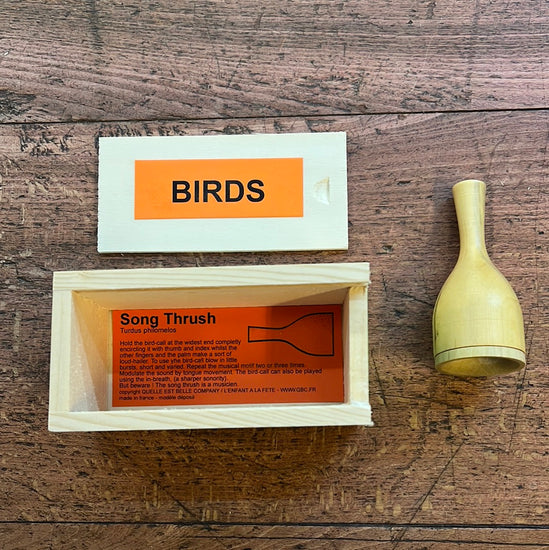 BIRDS
Song Thrush
Turdus philomelos
Hold the bird-call at the widest end completly
encircling it with thumb and index whilst the
other fingers and the palm make a sort of
loud-hailer. To use yhe bird-call blow in little
bursts, short and varied. Repeat the musical motif two or three times.
Modulate the sound by tongue movement. The bird-call can also be played
using the in-breath, (a sharper sonority).
But beware ! The song thrush is a musicien.
copyright QUELLE EST BELLE COMPANY / L'ENFANT A LA FETE - WWW.QBC.FR
made in france - modèle déposé